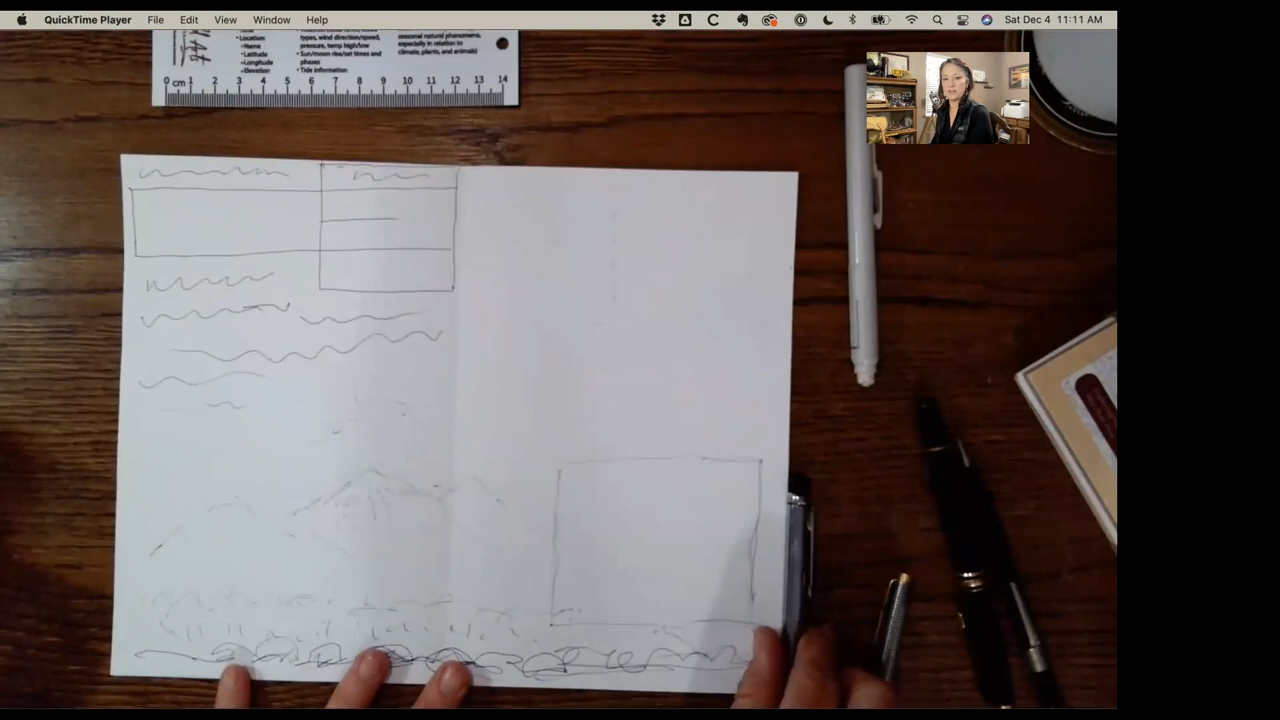 QuickTime Player File Edit View Window Help Sat Dec 4 11:11 AM
types, wind direction/speed,
•Location: pressure, temp high/low seasonal natural phenomena,
•Name •Sun/moon rise/set times and especially in relation to
•Latitude phases climate, plants, and animals)
•Longitude •Tide information
•Elevation
0 cm 1 2 3 4 5 6 7 8 9 10 11 12 13 14